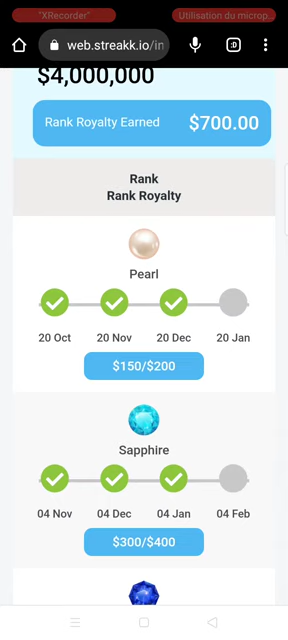 "XRecorder"
Utilisation du microp...
web.streakk.io/in
:D
$4,000,000
Rank Royalty Earned $700.00
Rank
Rank Royalty
Pearl
20 Oct 20 Nov 20 Dec 20 Jan
$150/$200
Sapphire
04 Nov 04 Dec 04 Jan 04 Feb
$300/$400